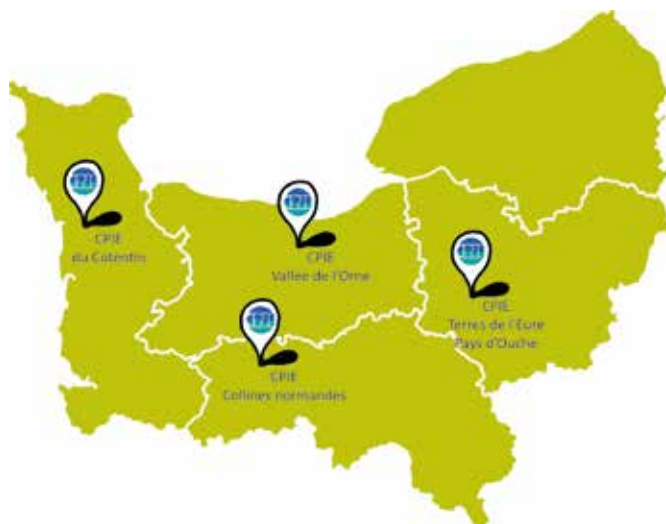 CPIE
du Cotentin
CPIE
Vallée de l'Orne
CPIE
Terres de l'Eure
Pays d'Ouche
CPIE
Collines normandes